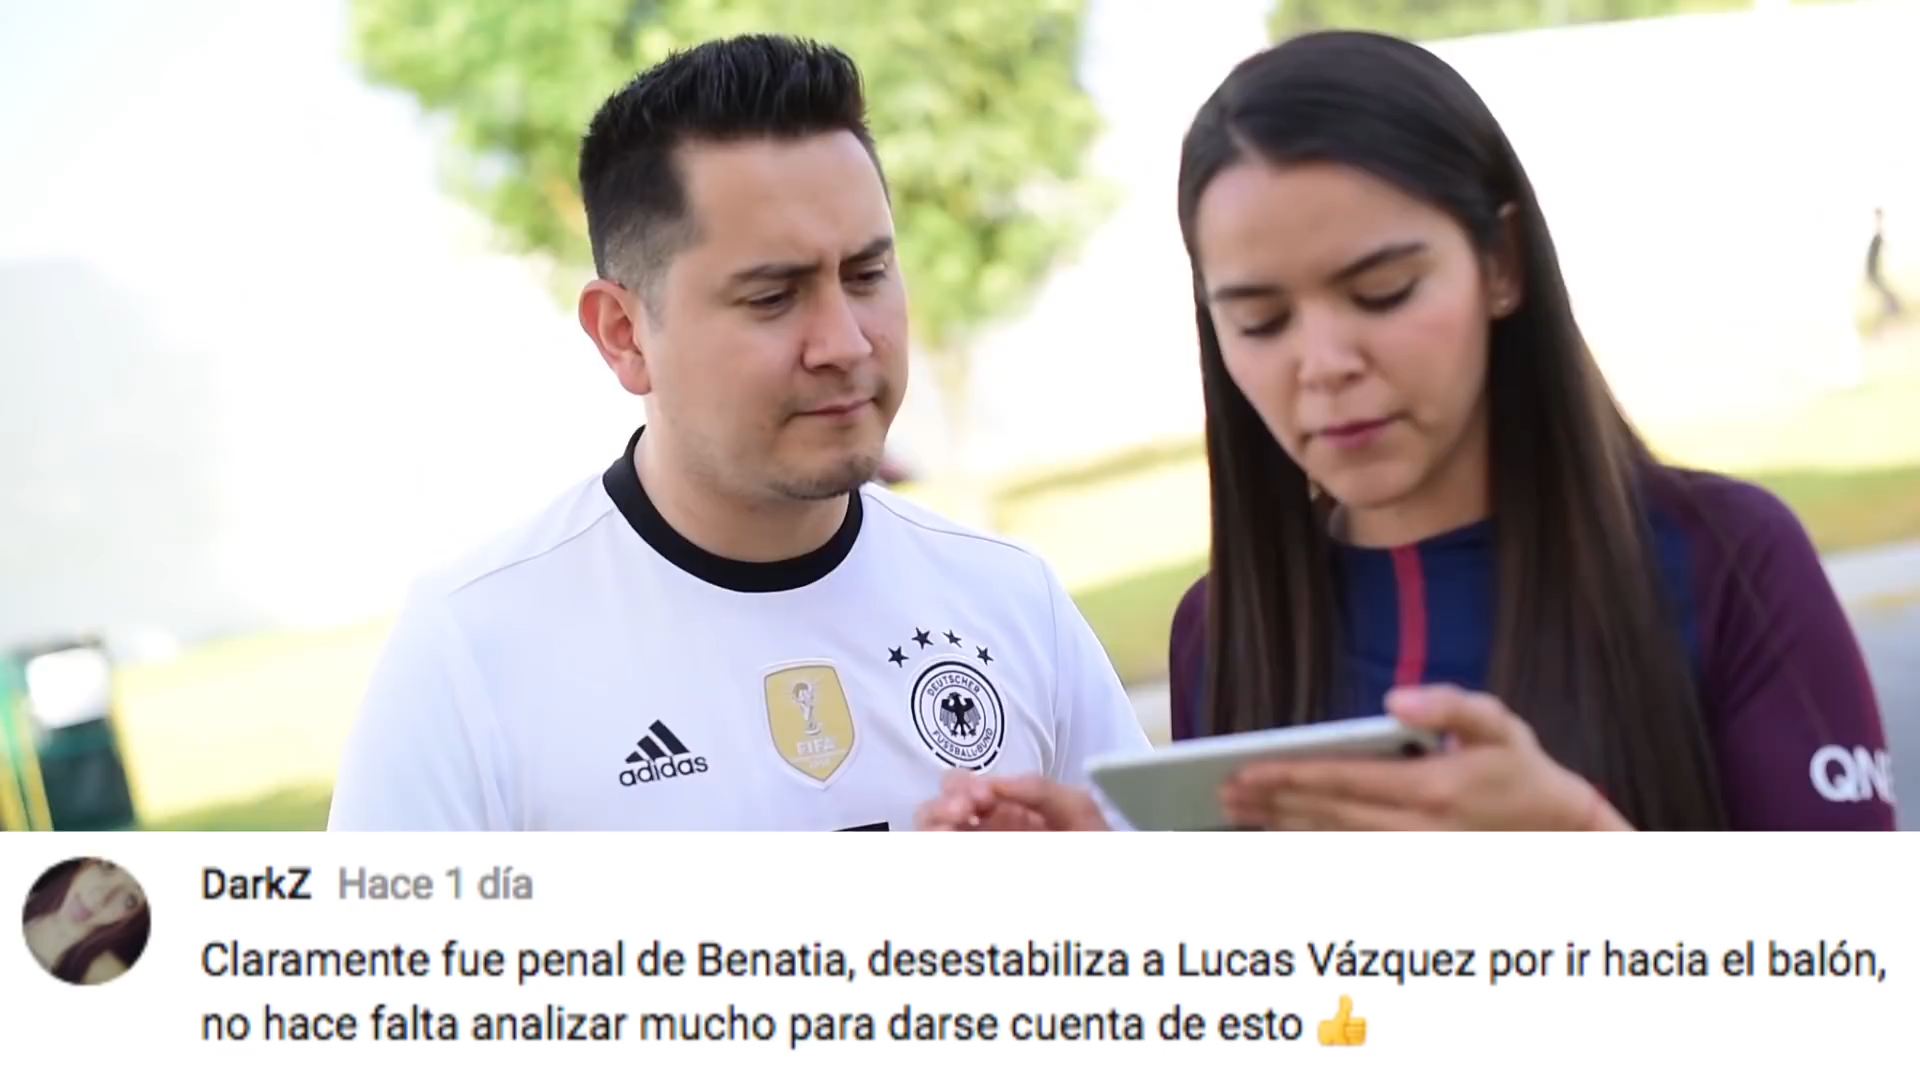 adidas
FIFA
DEUTSCHER
FUSSBALL-BUND
DarkZ Hace 1 día
Claramente fue penal de Benatia, desestabiliza a Lucas Vázquez por ir hacia el balón,
no hace falta analizar mucho para darse cuenta de esto 👍